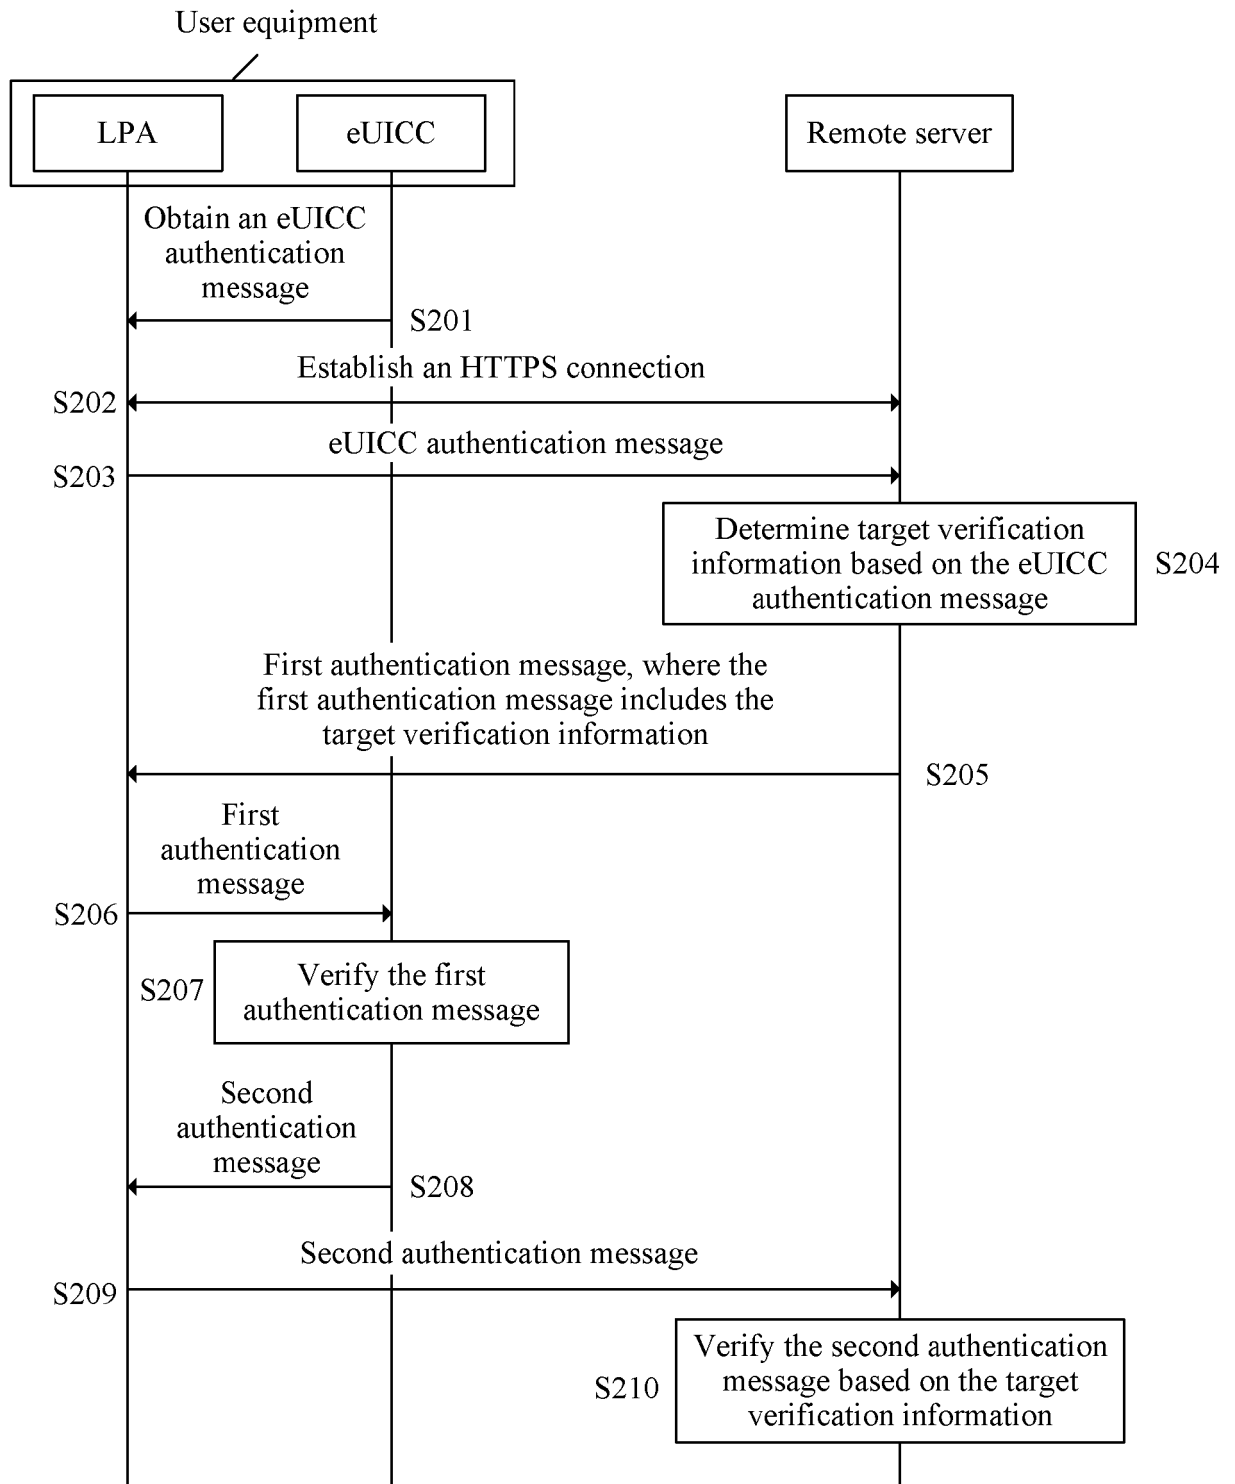 User equipment
LPA
eUICC
Remote server
Obtain an eUICC
authentication
message
S201
Establish an HTTPS connection
S202
eUICC authentication message
S203
Determine target verification
information based on the eUICC
authentication message
S204
First authentication message, where the
first authentication message includes the
target verification information
S205
First
authentication
message
S206
S207
Verify the first
authentication message
Second
authentication
message
S208
Second authentication message
S209
Verify the second authentication
message based on the target
verification information
S210